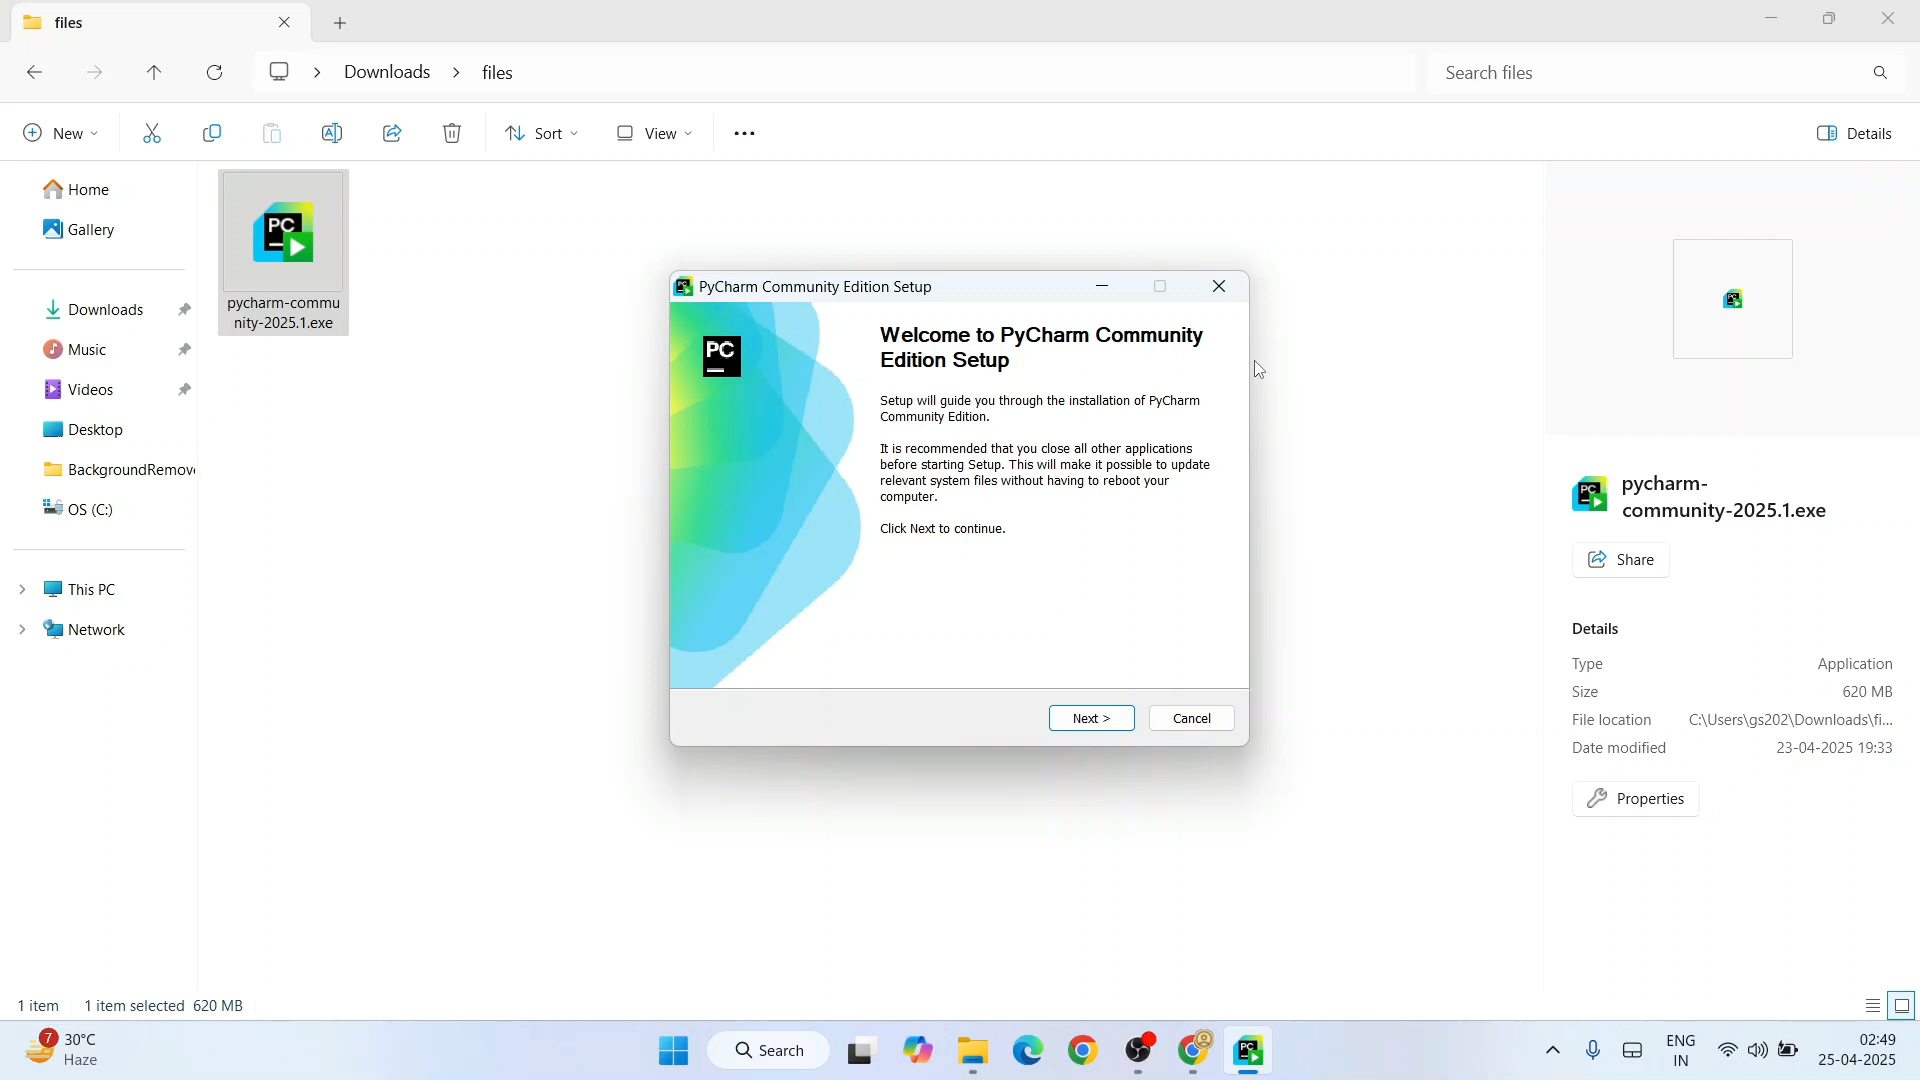 files
Downloads > files
Search files
New
Sort
View
Details
Home
Gallery
Downloads
Music
Videos
Desktop
BackgroundRemov
OS (C:)
This PC
Network
PC
pycharm-commu
nity-2025.1.exe
PyCharm Community Edition Setup
PC
Welcome to PyCharm Community
Edition Setup
Setup will guide you through the installation of PyCharm
Community Edition.
It is recommended that you close all other applications
before starting Setup. This will make it possible to update
relevant system files without having to reboot your
computer.
Click Next to continue.
Next >
Cancel
PC
PC
pycharm-
community-2025.1.exe
Share
Details
Type Application
Size 620 MB
File location C:\Users\gs202\Downloads\fi...
Date modified 23-04-2025 19:33
Properties
1 item 1 item selected 620 MB
7
30°C
Haze
Search
PC
ENG
IN
02:49
25-04-2025